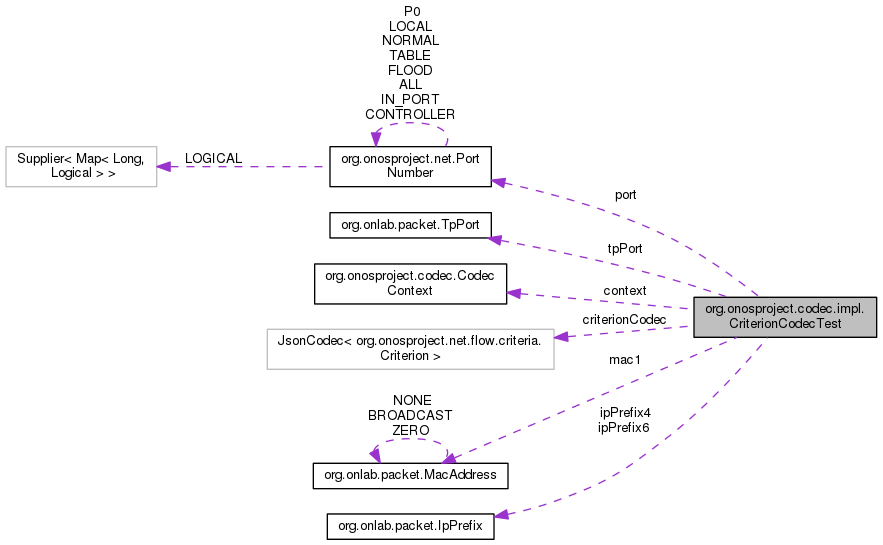 P0
LOCAL
NORMAL
TABLE
FLOOD
ALL
IN_PORT
CONTROLLER
Supplier< Map< Long,
Logical > >
LOGICAL
org.onosproject.net.Port
Number
port
org.onlab.packet.TpPort
tpPort
org.onosproject.codec.Codec
Context
context
org.onosproject.codec.impl.
CriterionCodecTest
criterionCodec
JsonCodec< org.onosproject.net.flow.criteria.
Criterion >
mac1
NONE
BROADCAST
ZERO
ipPrefix4
ipPrefix6
org.onlab.packet.MacAddress
org.onlab.packet.IpPrefix